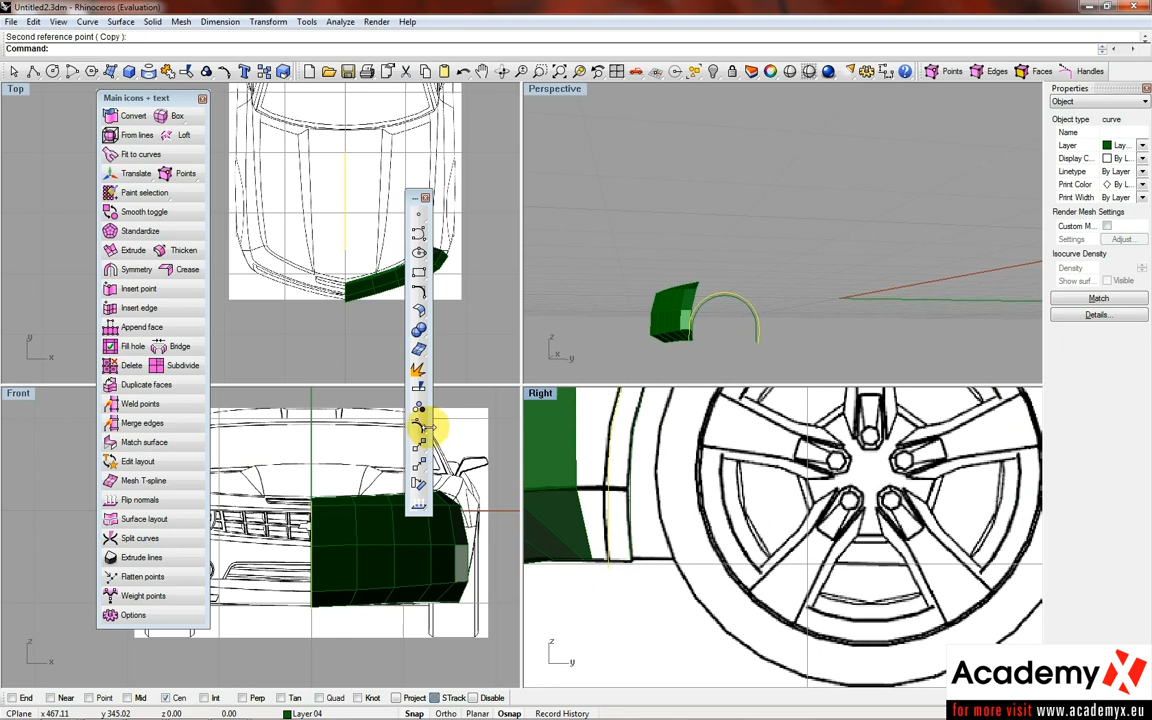 Untitled2.3dm - Rhinoceros (Evaluation)
File Edit View Curve Surface Solid Mesh Dimension Transform Tools Analyze Render Help
Second reference point ( Copy ):
Command:
Points Edges Faces Handles
Top
Perspective
Front
Right
Main icons + text
Convert Box
From lines Loft
Fit to curves
Translate Points
Paint selection
Smooth toggle
Standardize
Extrude Thicken
Symmetry Crease
Insert point
Insert edge
Append face
Fill hole Bridge
Delete Subdivide
Duplicate faces
Weld points
Merge edges
Match surface
Edit layout
Mesh T-spline
Flip normals
Surface layout
Split curves
Extrude lines
Flatten points
Weight points
Options
...
y
x
z
y
z
x
z
y
Properties
Object
Object type curve
Name
Layer Lay...
Display C... By L...
Linetype By Layer
Print Color By L...
Print Width By Layer
Render Mesh Settings
Custom M...
Settings Adjust...
Isocurve Density
Density
Show surf... Visible
Match
Details...
AcademyX
for more visit www.academyx.eu
End Near Point Mid Cen Int Perp Tan Quad Knot Project STrack Disable
CPlane x 467.11 y 345.02 z 0.00 0.00 Layer 04 Snap Ortho Planar Osnap Record History